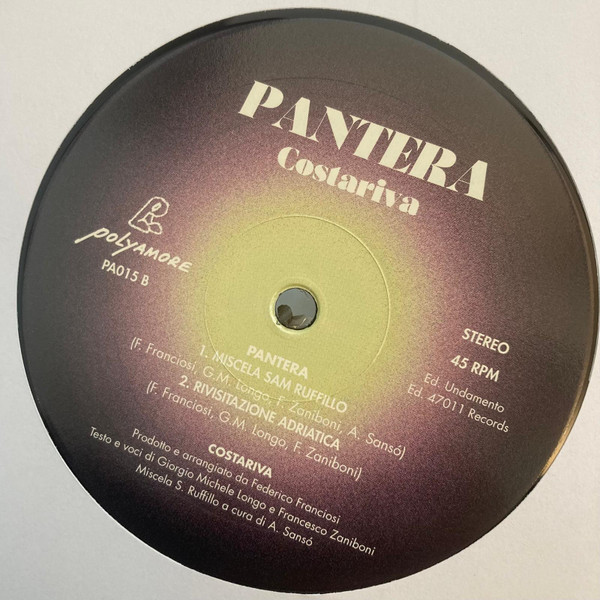 PANTERA
Costariva
polyAMORE
PA015 B
STEREO
45 RPM
Ed. Undamento
Ed. 47011 Records
PANTERA
1. MISCELA SAM RUFFILLO
(F. Franciosi, G.M. Longo, F. Zaniboni, A. Sansó)
2. RIVISITAZIONE ADRIATICA
(F. Franciosi, G.M. Longo, F. Zaniboni)
COSTARIVA
Prodotto e arrangiato da Federico Franciosi
Testo e voci di Giorgio Michele Longo e Francesco Zaniboni
Miscela S. Ruffillo a cura di A. Sansó